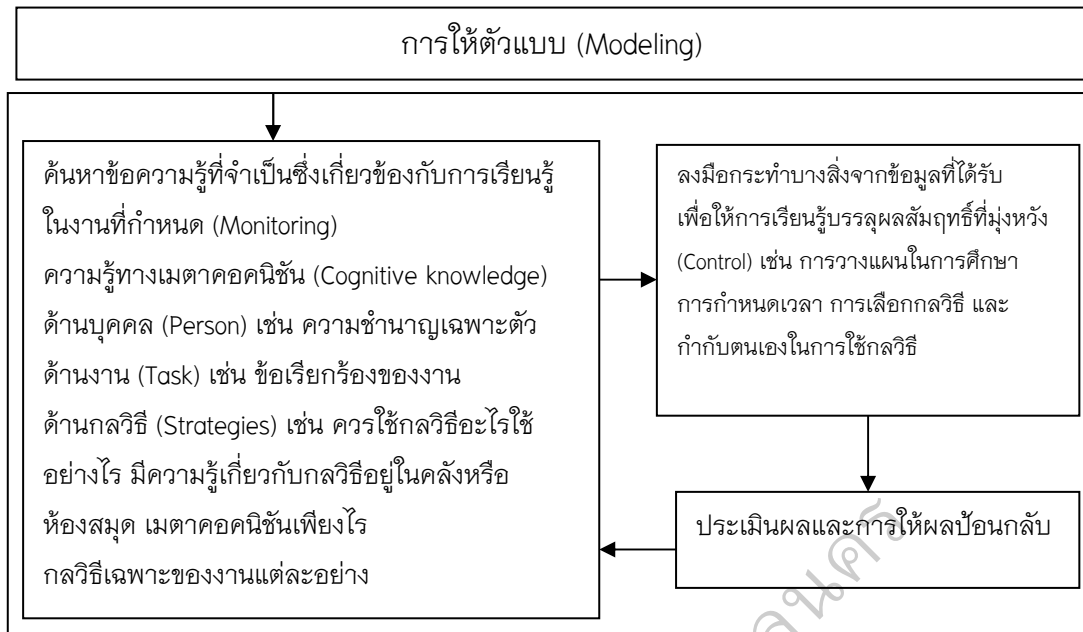 การให้ตัวแบบ (Modeling)
ค้นหาข้อความรู้ที่จำเป็นซึ่งเกี่ยวข้องกับการเรียนรู้
ในงานที่กำหนด (Monitoring)
ความรู้ทางเมตาคอคนิชัน (Cognitive knowledge)
ด้านบุคคล (Person) เช่น ความชำนาญเฉพาะตัว
ด้านงาน (Task) เช่น ข้อเรียกร้องของงาน
ด้านกลวิธี (Strategies) เช่น ควรใช้กลวิธีอะไรใช้
อย่างไร มีความรู้เกี่ยวกับกลวิธีอยู่ในคลังหรือ
ห้องสมุด เมตาคอคนิชันเพียงไร
กลวิธีเฉพาะของงานแต่ละอย่าง
ลงมือกระทำบางสิ่งจากข้อมูลที่ได้รับ
เพื่อให้การเรียนรู้บรรลุผลสัมฤทธิ์ที่มุ่งหวัง
(Control) เช่น การวางแผนในการศึกษา
การกำหนดเวลา การเลือกกลวิธี และ
กำกับตนเองในการใช้กลวิธี
ประเมินผลและการให้ผลป้อนกลับ